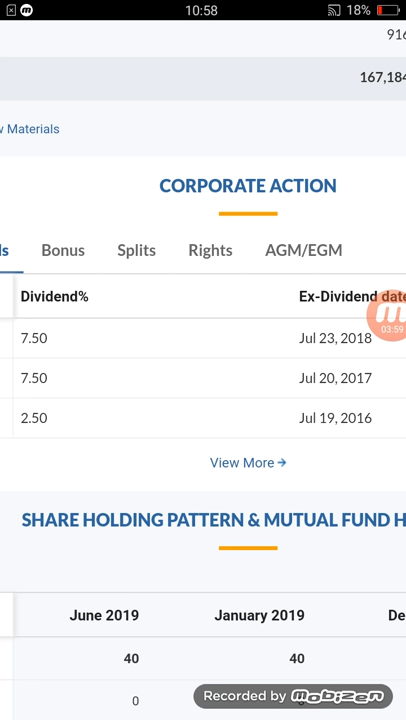 10:58
18%
916
167,184
w Materials
CORPORATE ACTION
ls Bonus Splits Rights AGM/EGM
Dividend% Ex-Dividend date
03:59
7.50 Jul 23, 2018
7.50 Jul 20, 2017
2.50 Jul 19, 2016
View More →
SHARE HOLDING PATTERN & MUTUAL FUND H
June 2019 January 2019 De
40 40
0
Recorded by mobizen